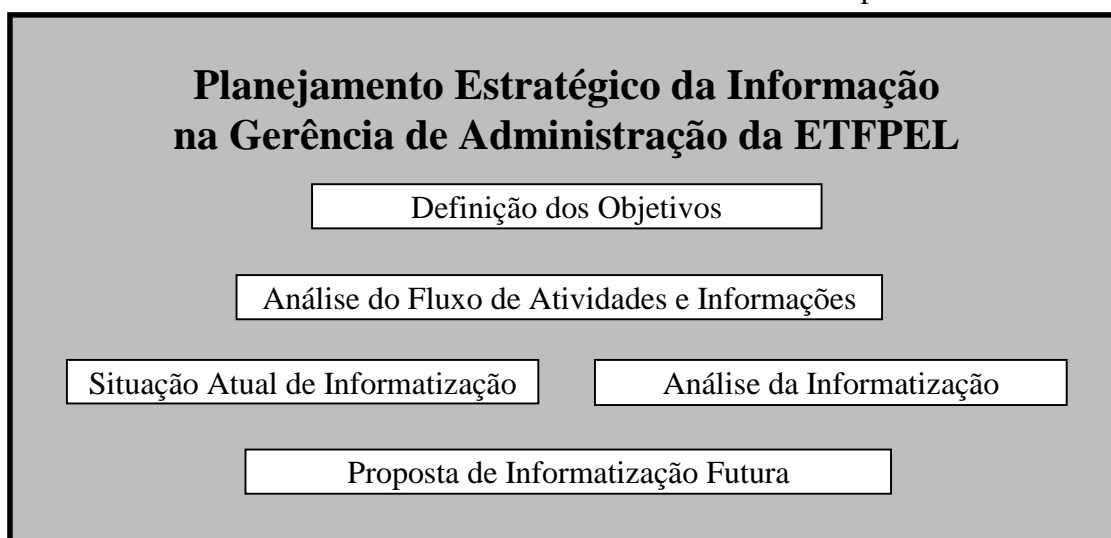 Planejamento Estratégico da Informação
na Gerência de Administração da ETFPEL
Definição dos Objetivos
Análise do Fluxo de Atividades e Informações
Situação Atual de Informatização
Análise da Informatização
Proposta de Informatização Futura